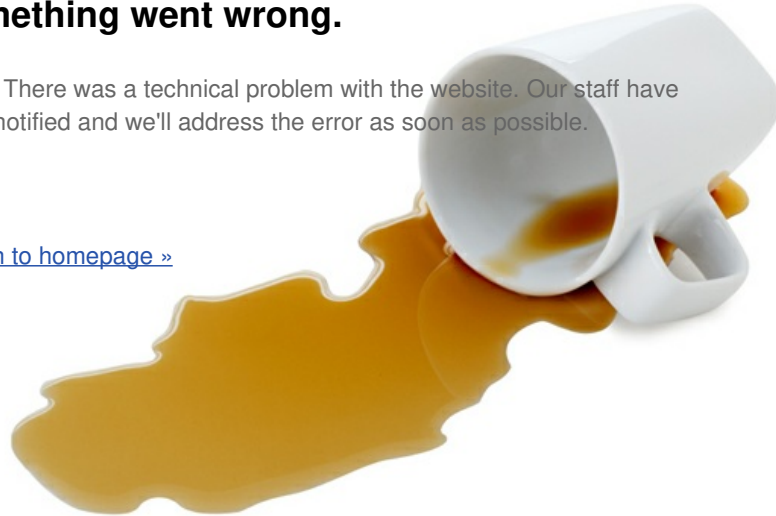 mething went wrong.
There was a technical problem with the website. Our staff have
notified and we'll address the error as soon as possible.
n to homepage »